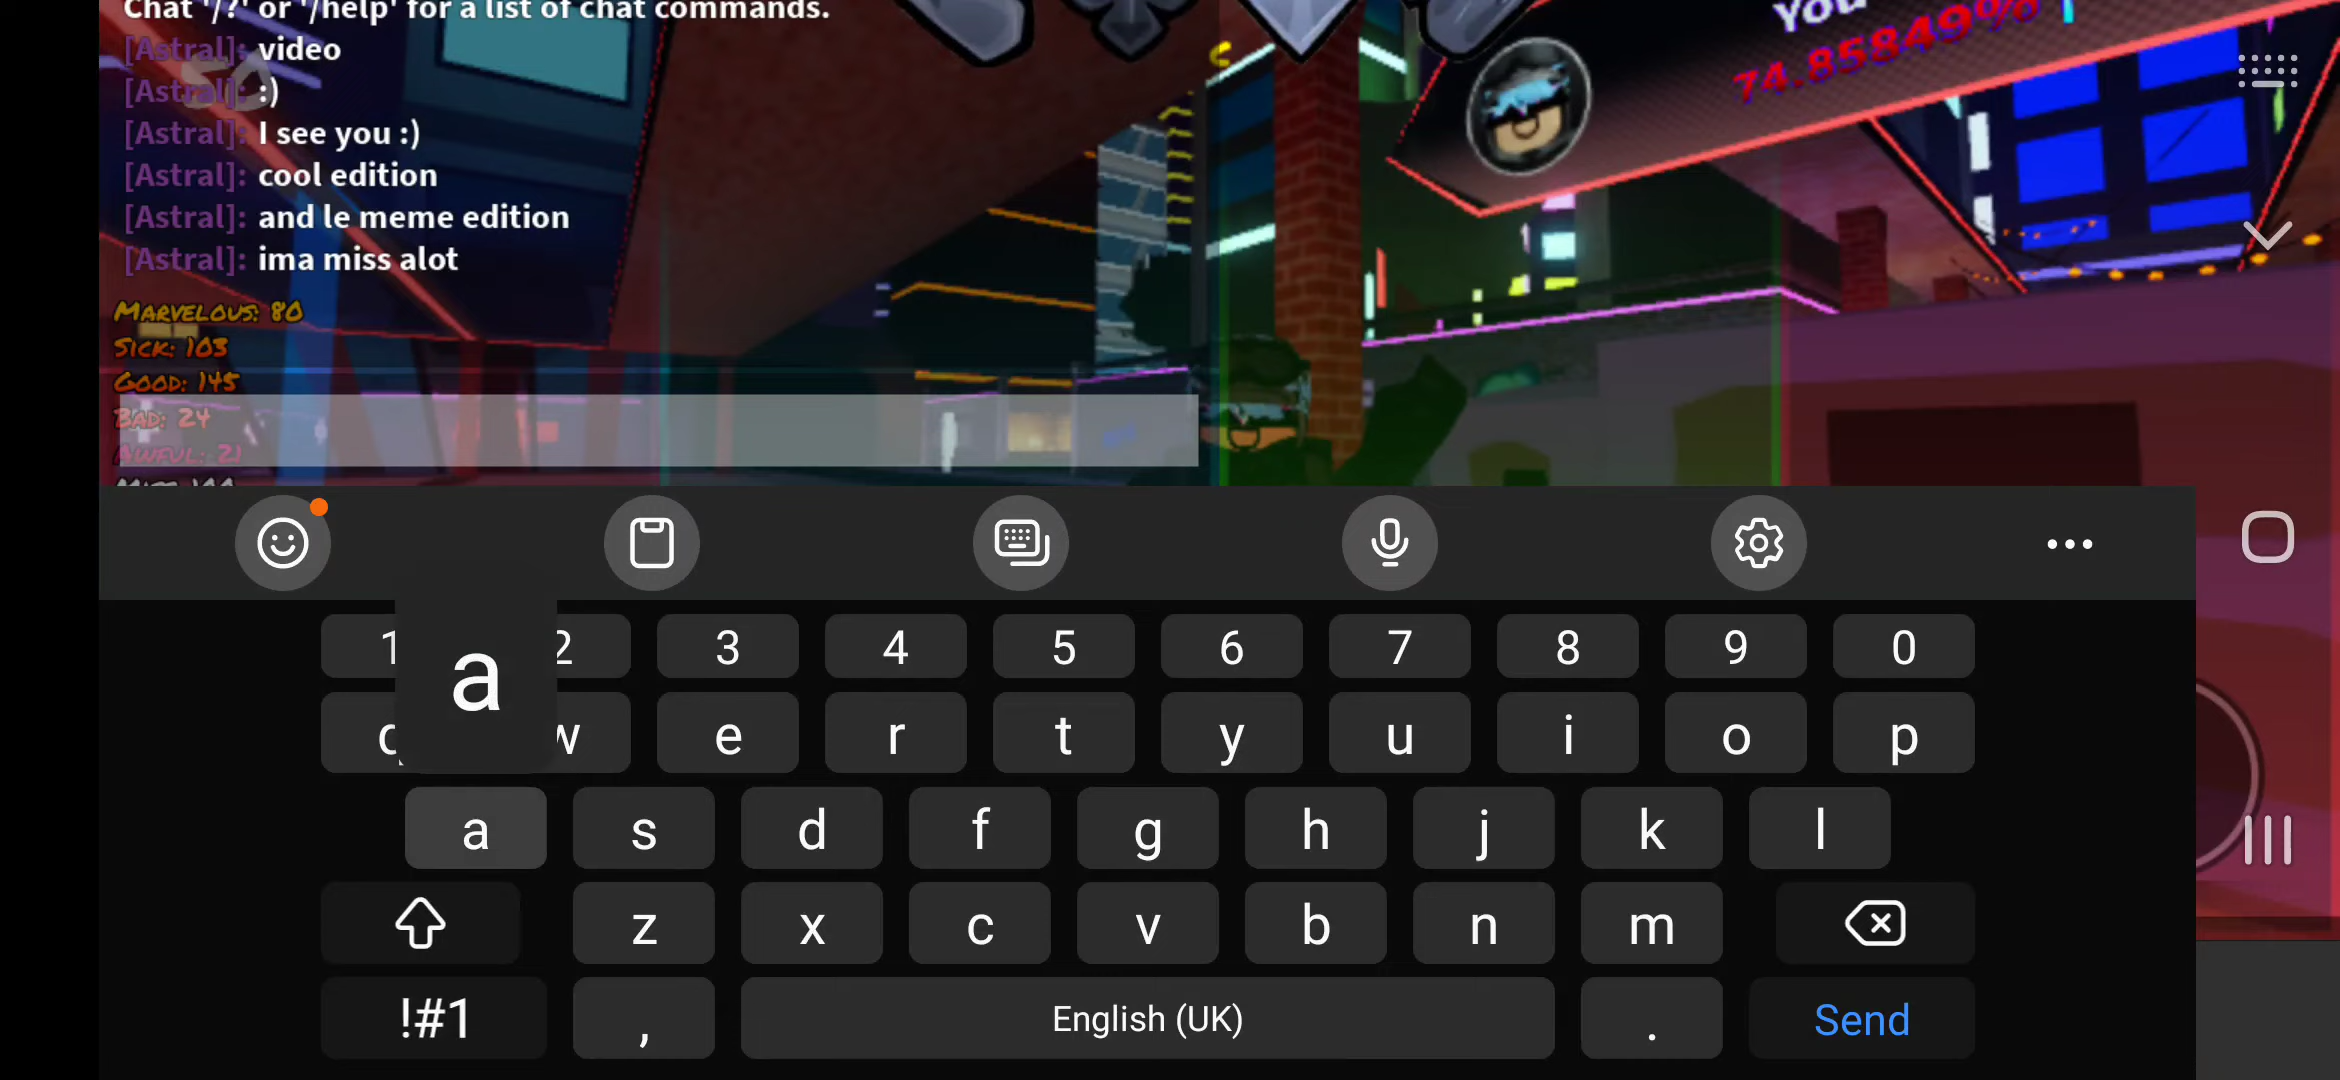 Chat '/?' or '/help' for a list of chat commands.
[Astral]: video
[Astral]: :)
[Astral]: I see you :)
[Astral]: cool edition
[Astral]: and le meme edition
[Astral]: ima miss alot
You
74.85849%
MARVELOUS: 80
SICK: 103
GOOD: 145
BAD: 24
AWFUL: 21
a
1 2 3 4 5 6 7 8 9 0
q w e r t y u i o p
a s d f g h j k l
z x c v b n m
!#1 , English (UK) . Send